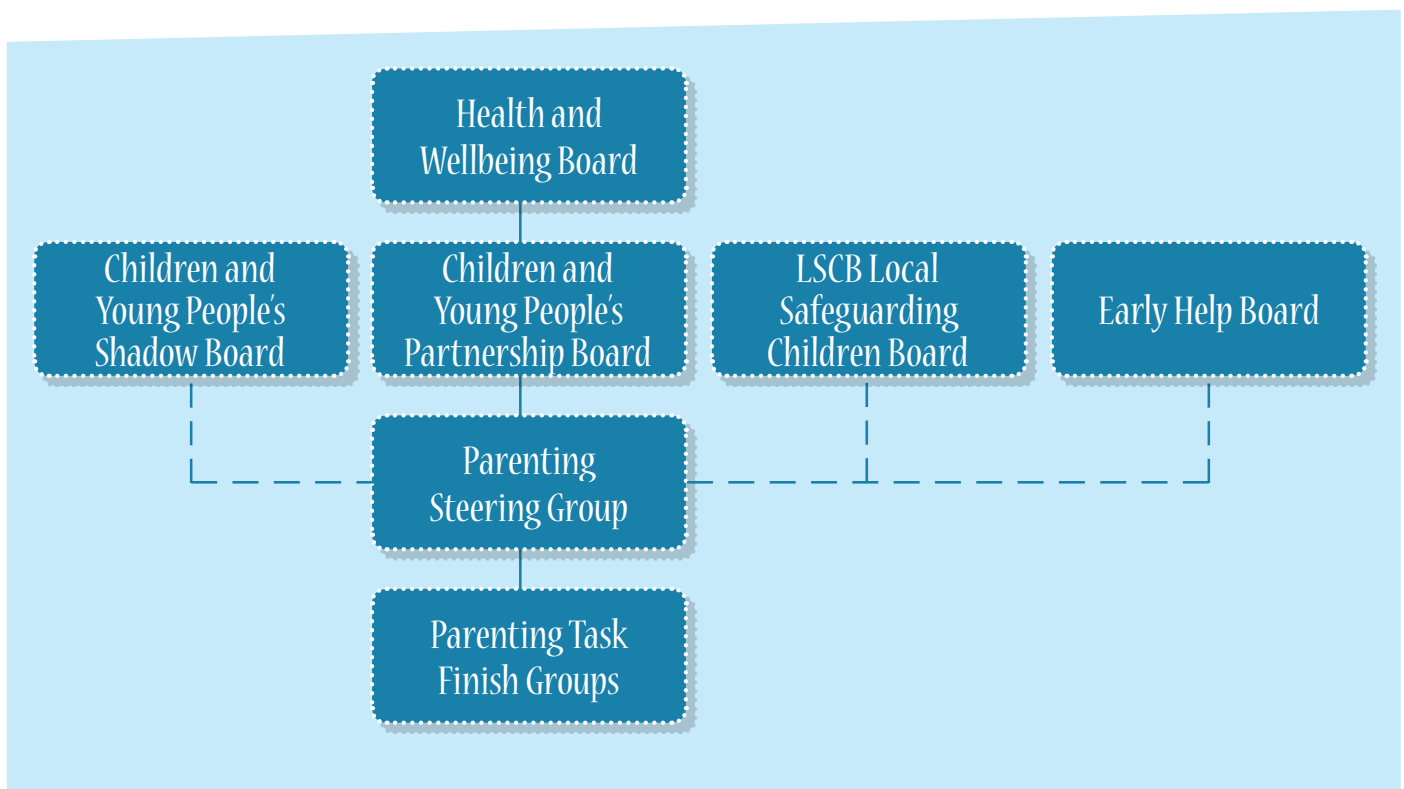 Health and
Wellbeing Board
Children and
Young People's
Shadow Board
Children and
Young People's
Partnership Board
LSCB Local
Safeguarding
Children Board
Early Help Board
Parenting
Steering Group
Parenting Task
Finish Groups